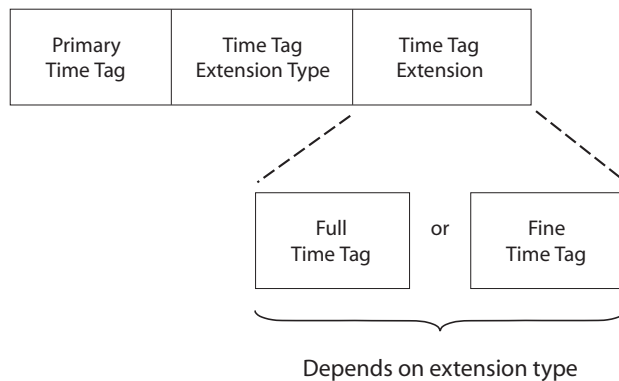 Primary
Time Tag
Time Tag
Extension Type
Time Tag
Extension
Full
Time Tag
or
Fine
Time Tag
Depends on extension type